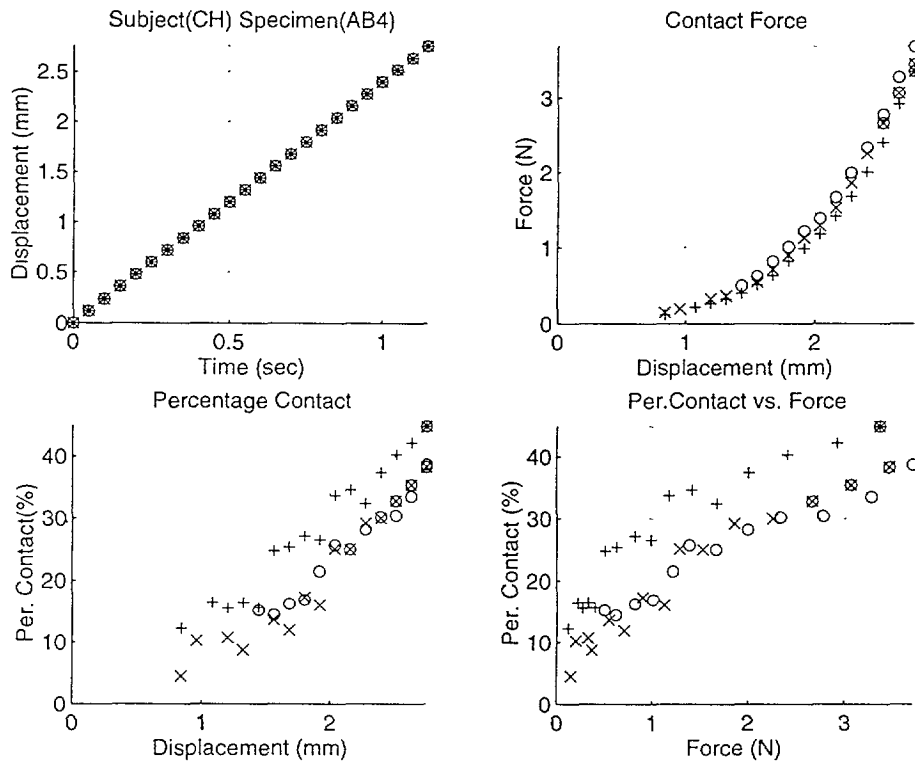 Subject(CH) Specimen(AB4)
Displacement (mm)
2.5
2
1.5
1
0.5
0
0
0.5
1
Time (sec)
Contact Force
Force (N)
3
2
1
0
0
1
2
Displacement (mm)
Percentage Contact
Per. Contact(%)
40
30
20
10
0
0
1
2
Displacement (mm)
Per.Contact vs. Force
Per. Contact (%)
40
30
20
10
0
0
1
2
3
Force (N)